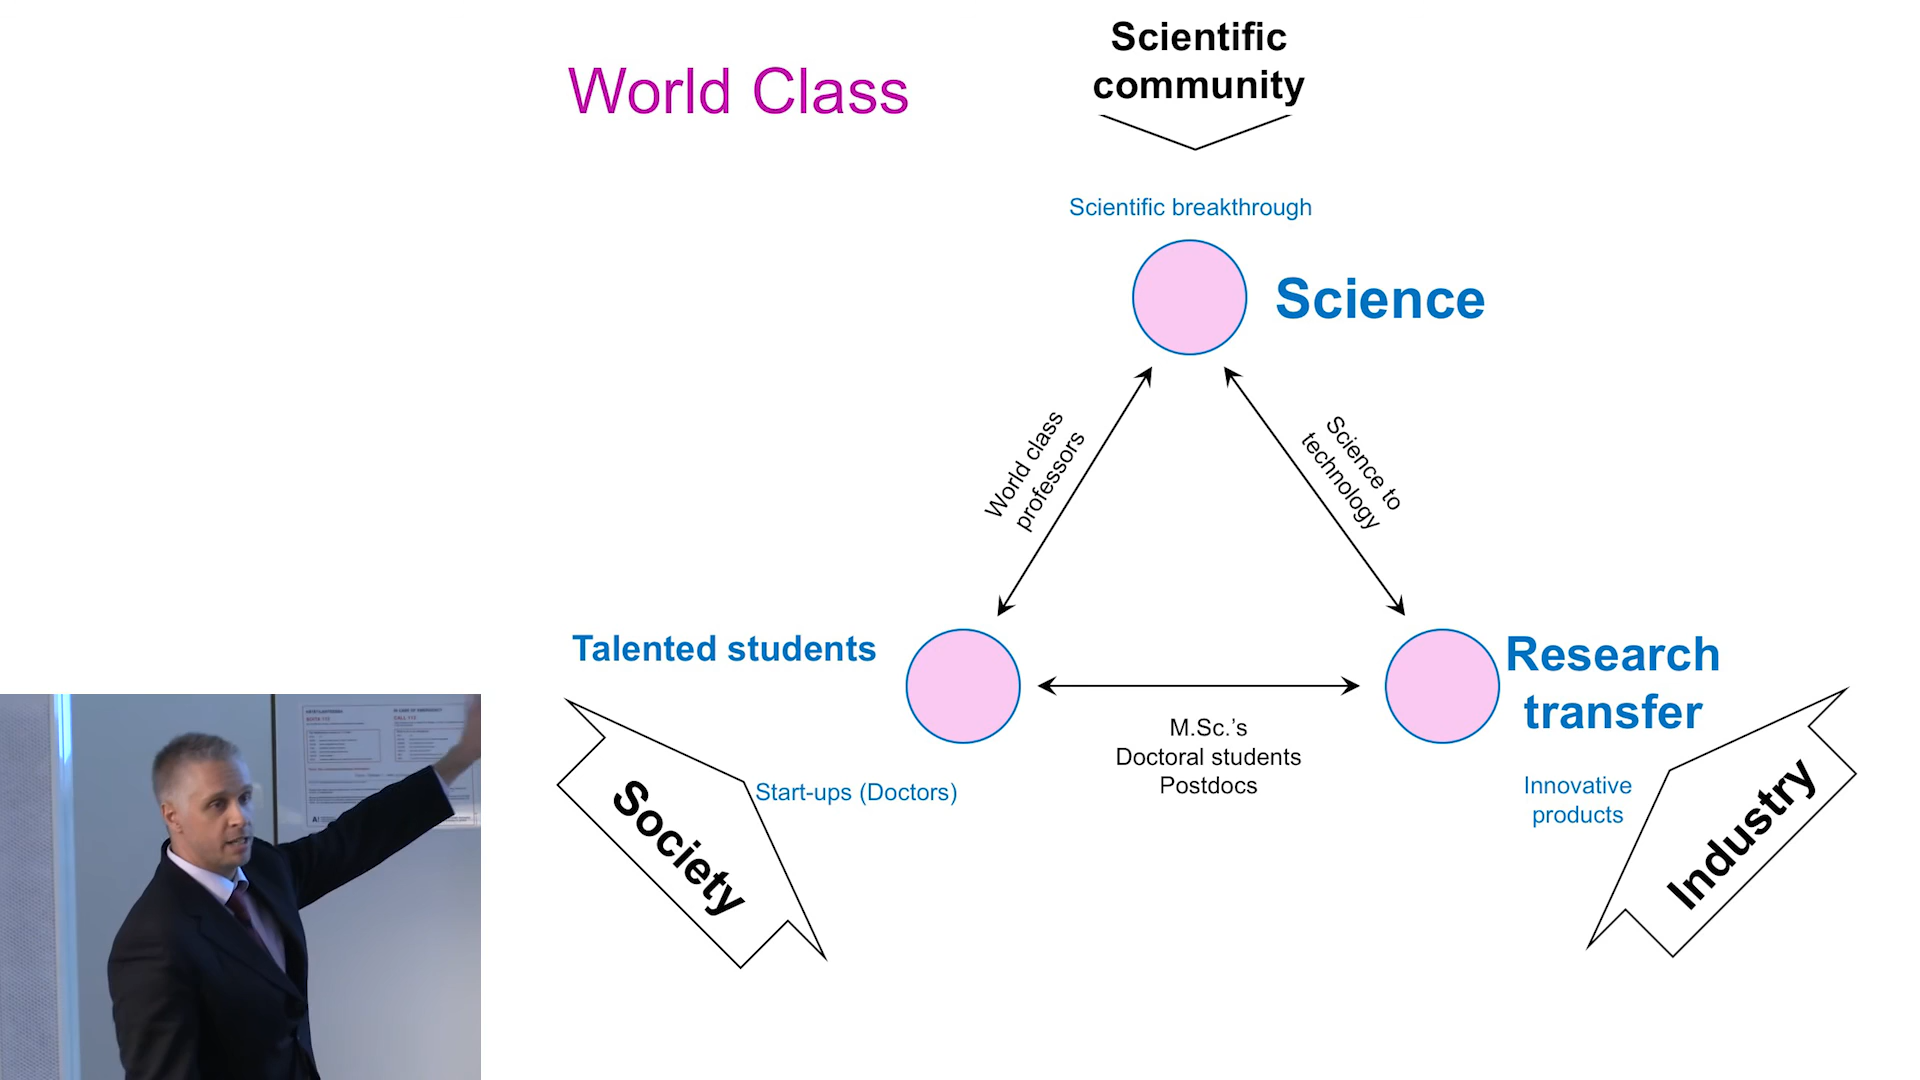 World Class
Scientific
community
Scientific breakthrough
Science
World class
professors
Science to
technology
Talented students
Research
transfer
M.Sc.'s
Doctoral students
Postdocs
Start-ups (Doctors)
Innovative
products
Society
Industry